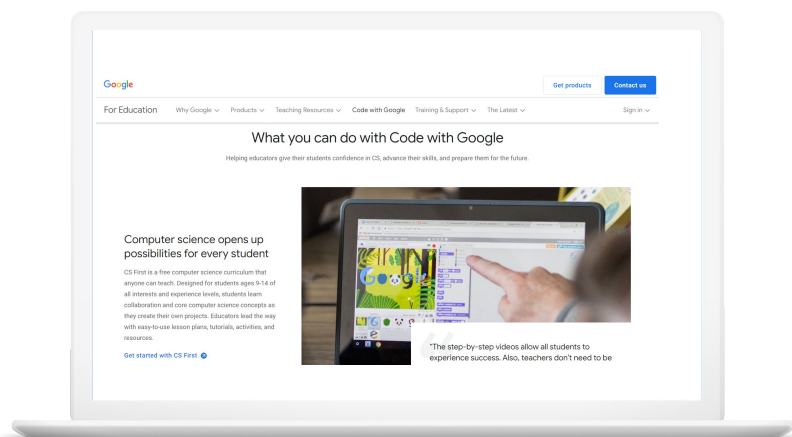 Google
Get products
Contact us
For Education
Why Google
Products
Teaching Resources
Code with Google
Training & Support
The Latest
Sign in
What you can do with Code with Google
Helping educators give their students confidence in CS, advance their skills, and prepare them for the future.
Computer science opens up
possibilities for every student
CS First is a free computer science curriculum that
anyone can teach. Designed for students ages 9-14 of
all interests and experience levels, students learn
collaboration and core computer science concepts as
they create their own projects. Educators lead the way
with easy-to-use lesson plans, tutorials, activities, and
resources.
Get started with CS First
"The step-by-step videos allow all students to
experience success. Also, teachers don't need to be